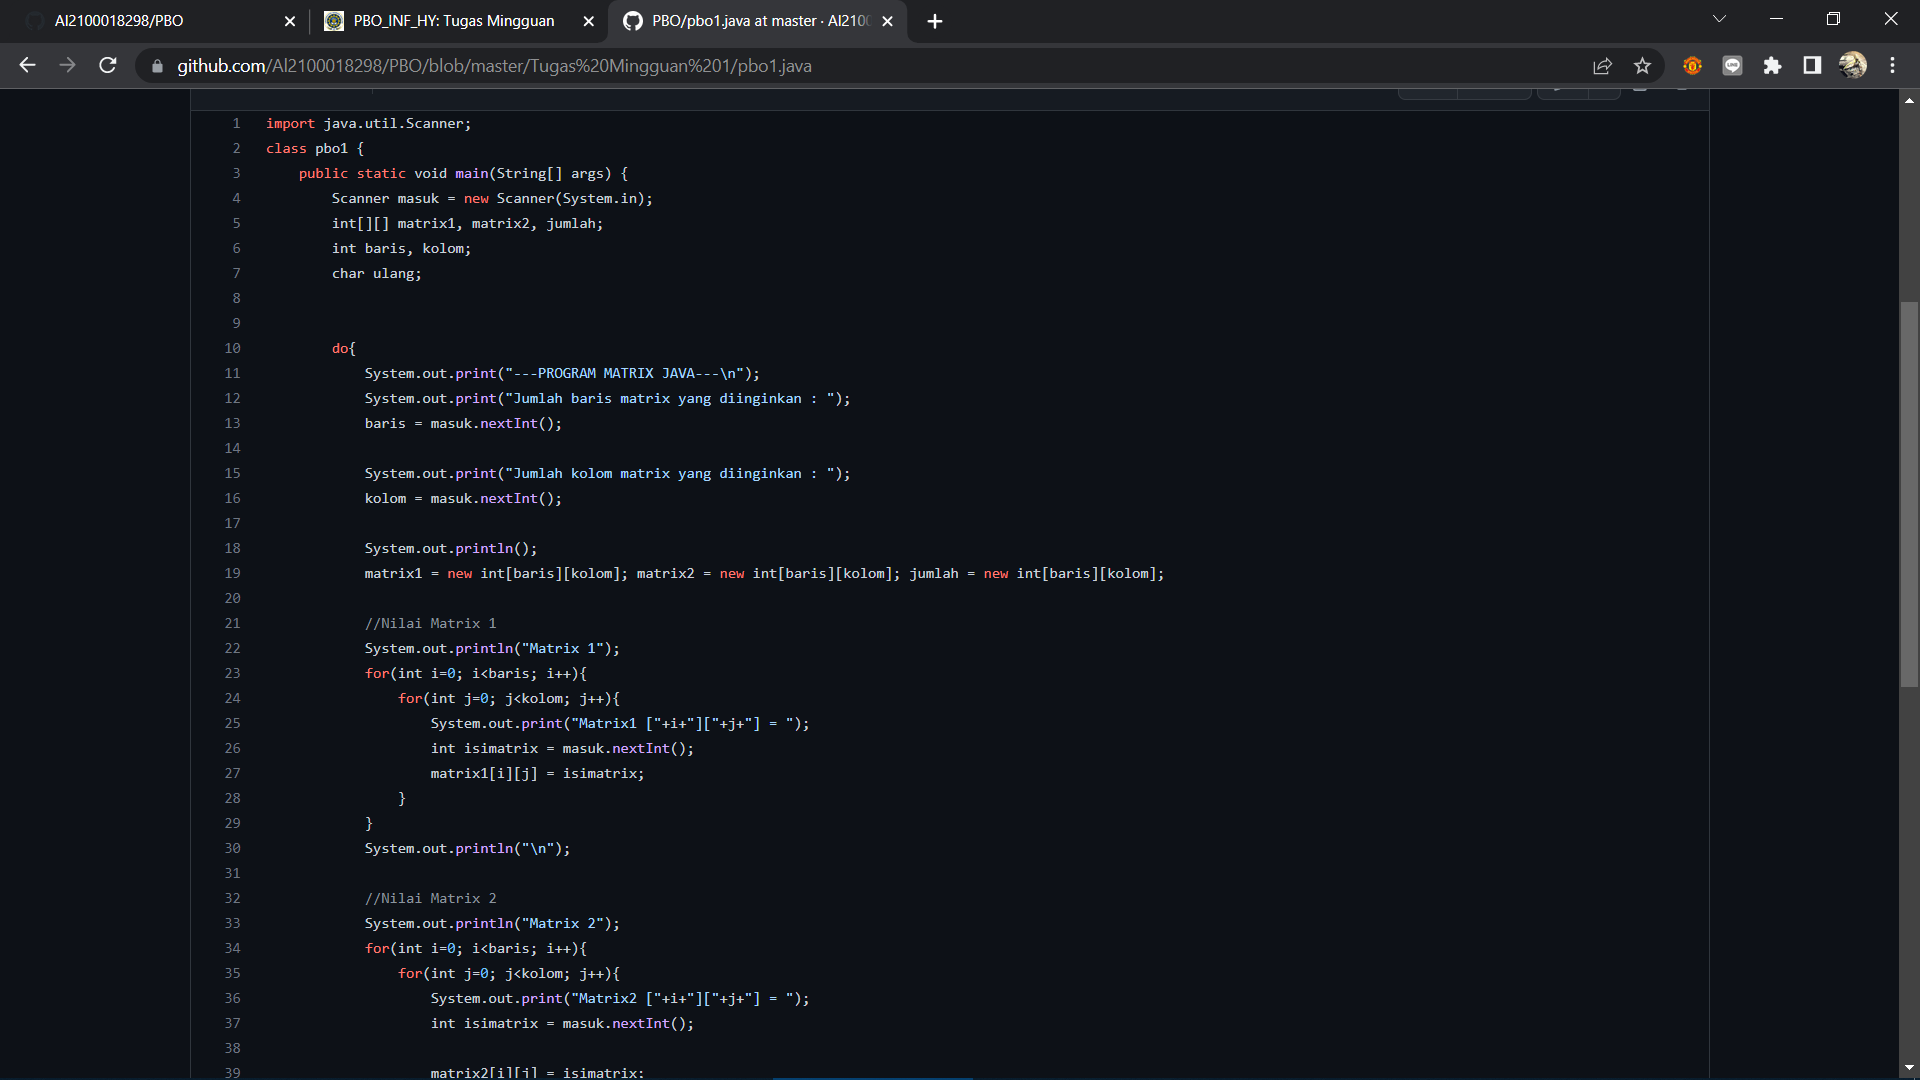 Al2100018298/PBO
PBO_INF_HY: Tugas Mingguan
PBO/pbo1.java at master · Al2100
github.com/Al2100018298/PBO/blob/master/Tugas%20Mingguan%201/pbo1.java
1 import java.util.Scanner;
2 class pbo1 {
3 public static void main(String[] args) {
4 Scanner masuk = new Scanner(System.in);
5 int[][] matrix1, matrix2, jumlah;
6 int baris, kolom;
7 char ulang;
8
9
10 do{
11 System.out.print("---PROGRAM MATRIX JAVA---\n");
12 System.out.print("Jumlah baris matrix yang diinginkan : ");
13 baris = masuk.nextInt();
14
15 System.out.print("Jumlah kolom matrix yang diinginkan : ");
16 kolom = masuk.nextInt();
17
18 System.out.println();
19 matrix1 = new int[baris][kolom]; matrix2 = new int[baris][kolom]; jumlah = new int[baris][kolom];
20
21 //Nilai Matrix 1
22 System.out.println("Matrix 1");
23 for(int i=0; i<baris; i++){
24 for(int j=0; j<kolom; j++){
25 System.out.print("Matrix1 ["+i+"]["+j+"] = ");
26 int isimatrix = masuk.nextInt();
27 matrix1[i][j] = isimatrix;
28 }
29 }
30 System.out.println("\n");
31
32 //Nilai Matrix 2
33 System.out.println("Matrix 2");
34 for(int i=0; i<baris; i++){
35 for(int j=0; j<kolom; j++){
36 System.out.print("Matrix2 ["+i+"]["+j+"] = ");
37 int isimatrix = masuk.nextInt();
38
39 matrix2[i][j] = isimatrix;